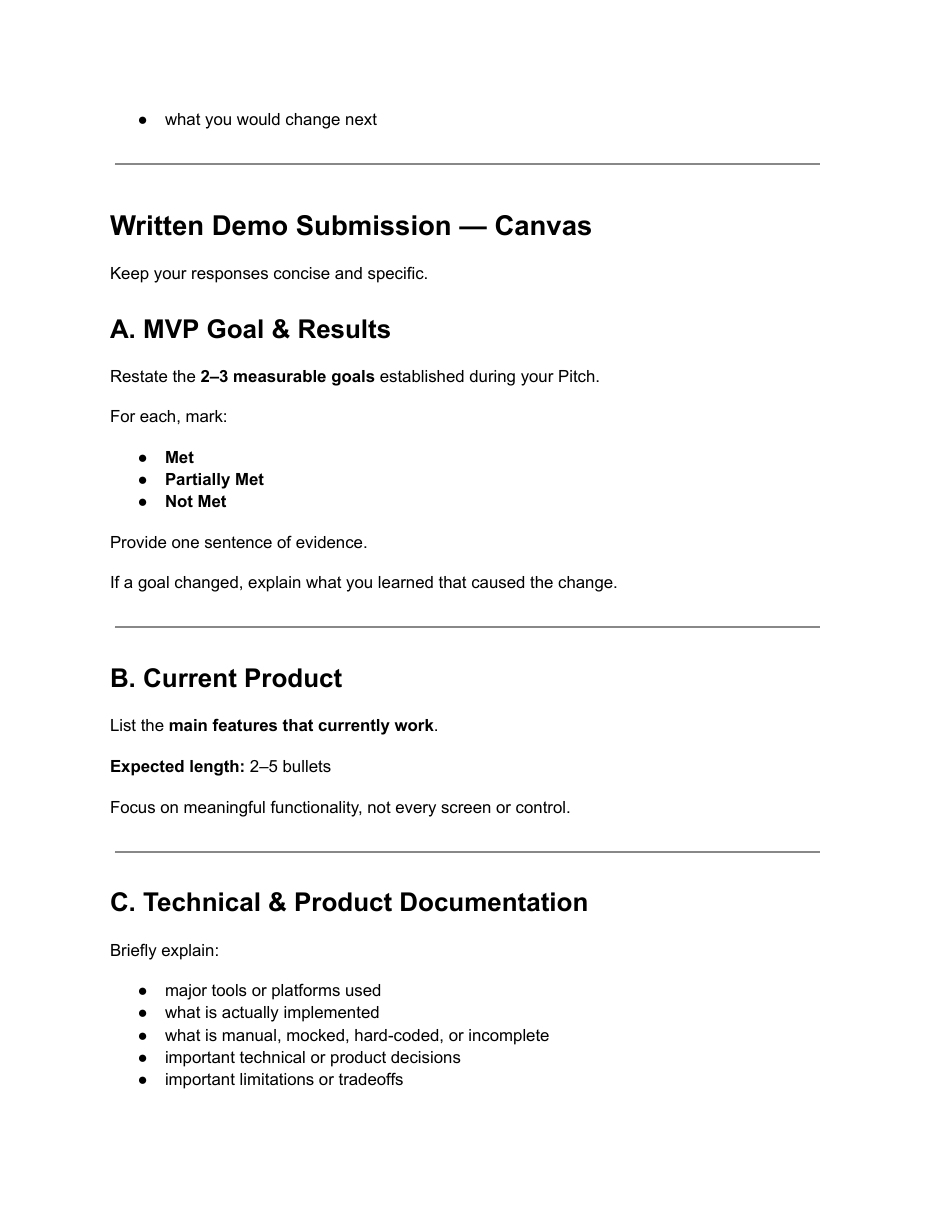 ● what you would change next
Written Demo Submission — Canvas
Keep your responses concise and specific.
A. MVP Goal & Results
Restate the 2–3 measurable goals established during your Pitch.
For each, mark:
● Met
● Partially Met
● Not Met
Provide one sentence of evidence.
If a goal changed, explain what you learned that caused the change.
B. Current Product
List the main features that currently work.
Expected length: 2–5 bullets
Focus on meaningful functionality, not every screen or control.
C. Technical & Product Documentation
Briefly explain:
● major tools or platforms used
● what is actually implemented
● what is manual, mocked, hard-coded, or incomplete
● important technical or product decisions
● important limitations or tradeoffs